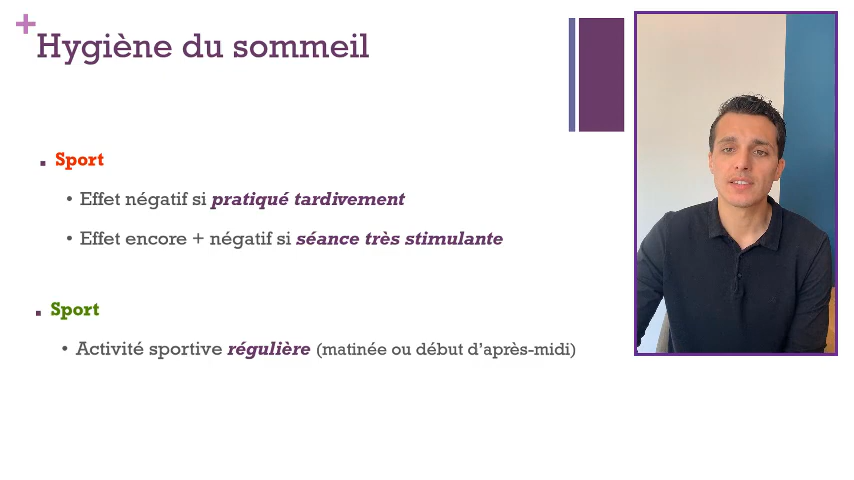 +
Hygiène du sommeil
▪ Sport
• Effet négatif si pratiqué tardivement
• Effet encore + négatif si séance très stimulante
▪ Sport
• Activité sportive régulière (matinée ou début d’après-midi)